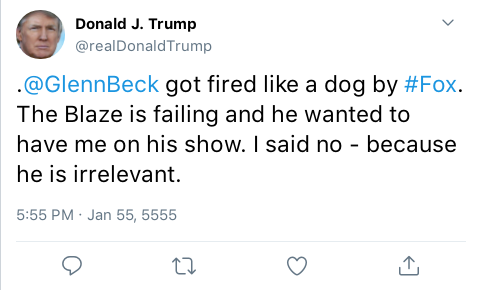 Donald J. Trump
@realDonaldTrump
.@GlennBeck got fired like a dog by #Fox.
The Blaze is failing and he wanted to
have me on his show. I said no - because
he is irrelevant.
5:55 PM · Jan 55, 5555